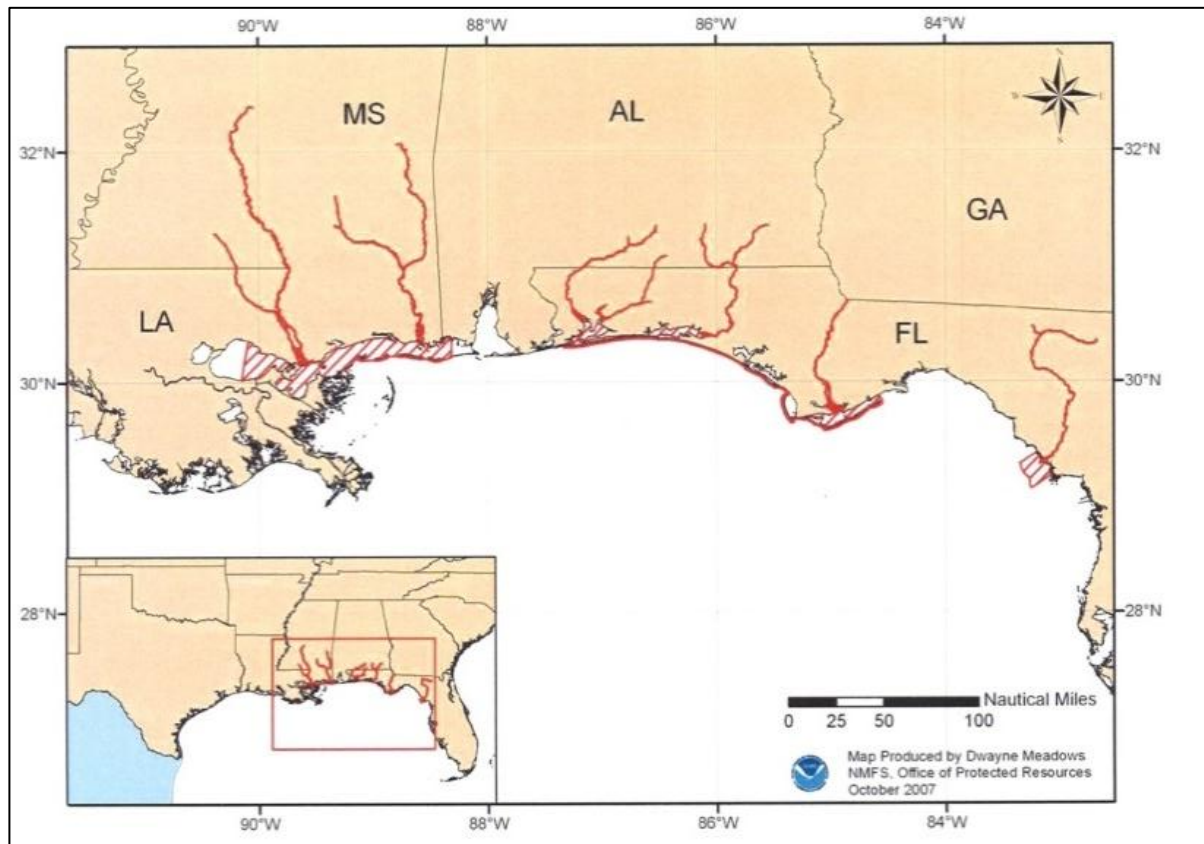 90°W 88°W 86°W 84°W
N
W E
S
MS AL
32°N 32°N
GA
LA FL
30°N 30°N
28°N 28°N
Nautical Miles
0 25 50 100
Map Produced by Dwayne Meadows
NMFS, Office of Protected Resources
October 2007
90°W 88°W 86°W 84°W